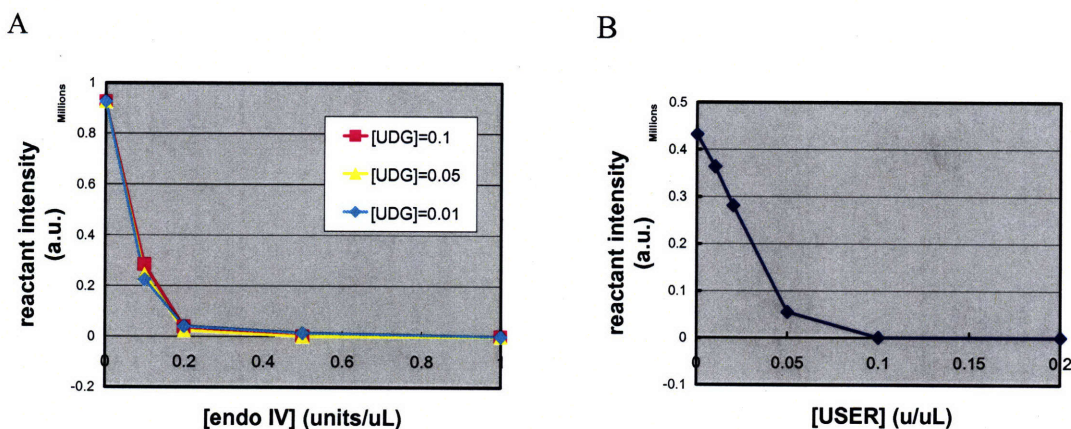 A
Millions
reactant intensity
(a.u.)
1
0.8
0.6
0.4
0.2
0
-0.2
0
0.2
0.4
0.6
0.8
1
[UDG]=0.1
[UDG]=0.05
[UDG]=0.01
[endo IV] (units/uL)
B
Millions
reactant intensity
(a.u.)
0.5
0.4
0.3
0.2
0.1
0
-0.1
0
0.05
0.1
0.15
0.2
[USER] (u/uL)